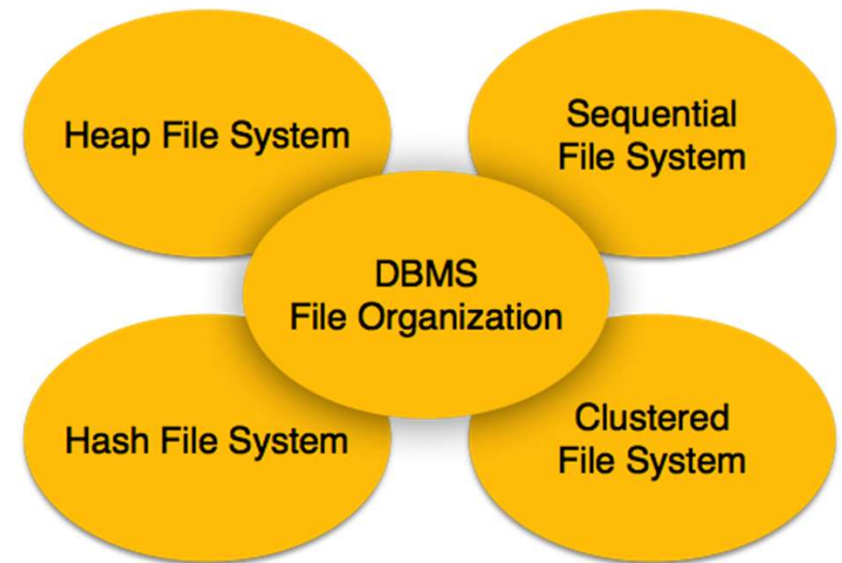 Heap File System
Sequential
File System
DBMS
File Organization
Hash File System
Clustered
File System